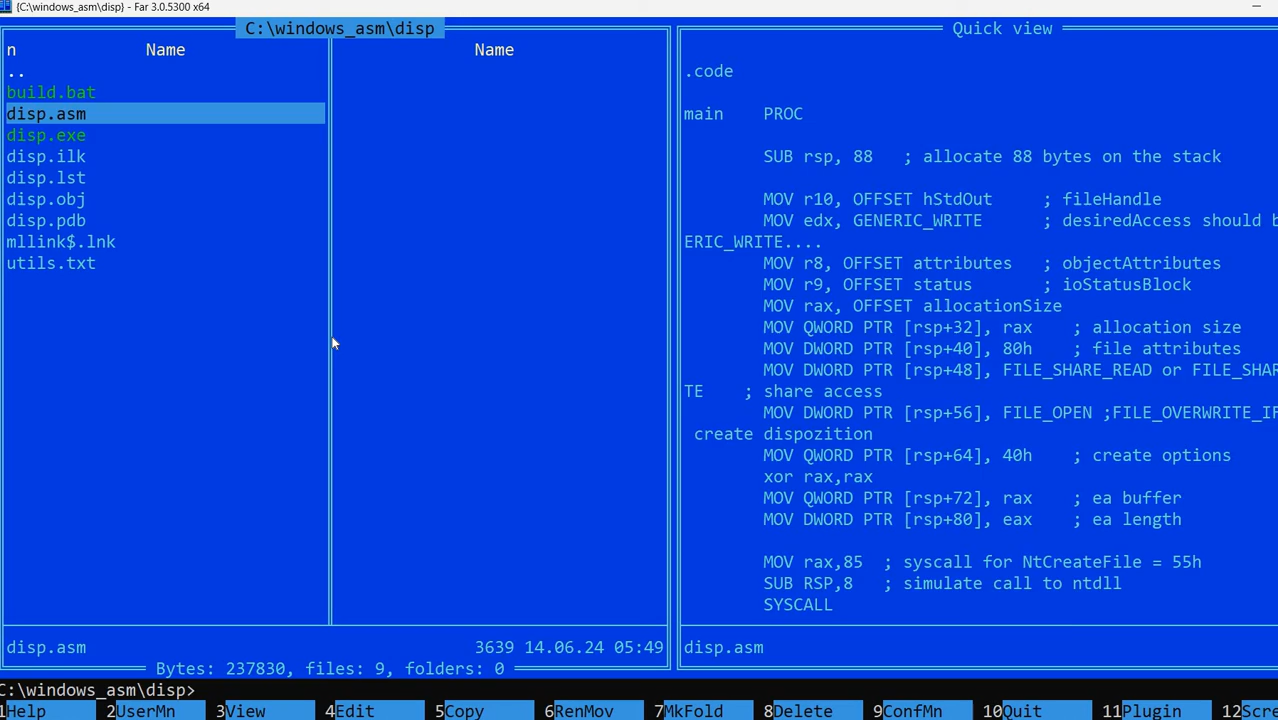 {C:\windows_asm\disp} - Far 3.0.5300 x64
C:\windows_asm\disp
Quick view
n Name Name
..
build.bat
disp.asm
disp.exe
disp.ilk
disp.lst
disp.obj
disp.pdb
mllink$.lnk
utils.txt
.code
main PROC
SUB rsp, 88 ; allocate 88 bytes on the stack
MOV r10, OFFSET hStdOut ; fileHandle
MOV edx, GENERIC_WRITE ; desiredAccess should b
ERIC_WRITE....
MOV r8, OFFSET attributes ; objectAttributes
MOV r9, OFFSET status ; ioStatusBlock
MOV rax, OFFSET allocationSize
MOV QWORD PTR [rsp+32], rax ; allocation size
MOV DWORD PTR [rsp+40], 80h ; file attributes
MOV DWORD PTR [rsp+48], FILE_SHARE_READ or FILE_SHAR
TE ; share access
MOV DWORD PTR [rsp+56], FILE_OPEN ;FILE_OVERWRITE_IF
create dispozition
MOV QWORD PTR [rsp+64], 40h ; create options
xor rax,rax
MOV QWORD PTR [rsp+72], rax ; ea buffer
MOV DWORD PTR [rsp+80], eax ; ea length
MOV rax,85 ; syscall for NtCreateFile = 55h
SUB RSP,8 ; simulate call to ntdll
SYSCALL
disp.asm 3639 14.06.24 05:49
disp.asm
Bytes: 237830, files: 9, folders: 0
C:\windows_asm\disp>
1Help 2UserMn 3View 4Edit 5Copy 6RenMov 7MkFold 8Delete 9ConfMn 10Quit 11Plugin 12Scre